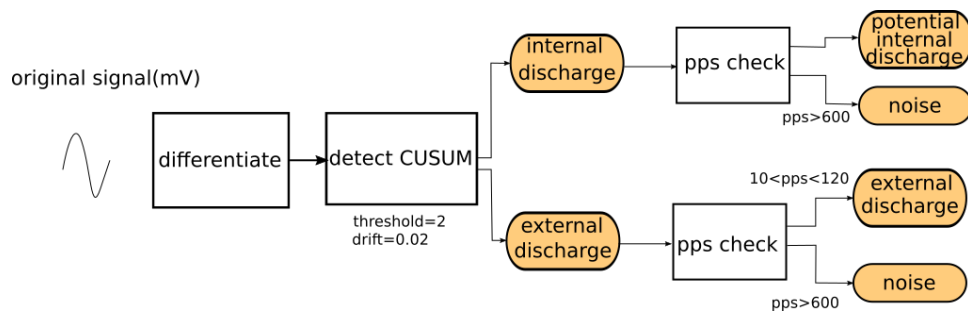 original signal(mV)
differentiate
detect CUSUM
threshold=2
drift=0.02
internal
discharge
pps check
potential
internal
discharge
noise
pps>600
external
discharge
pps check
10<pps<120
external
discharge
noise
pps>600